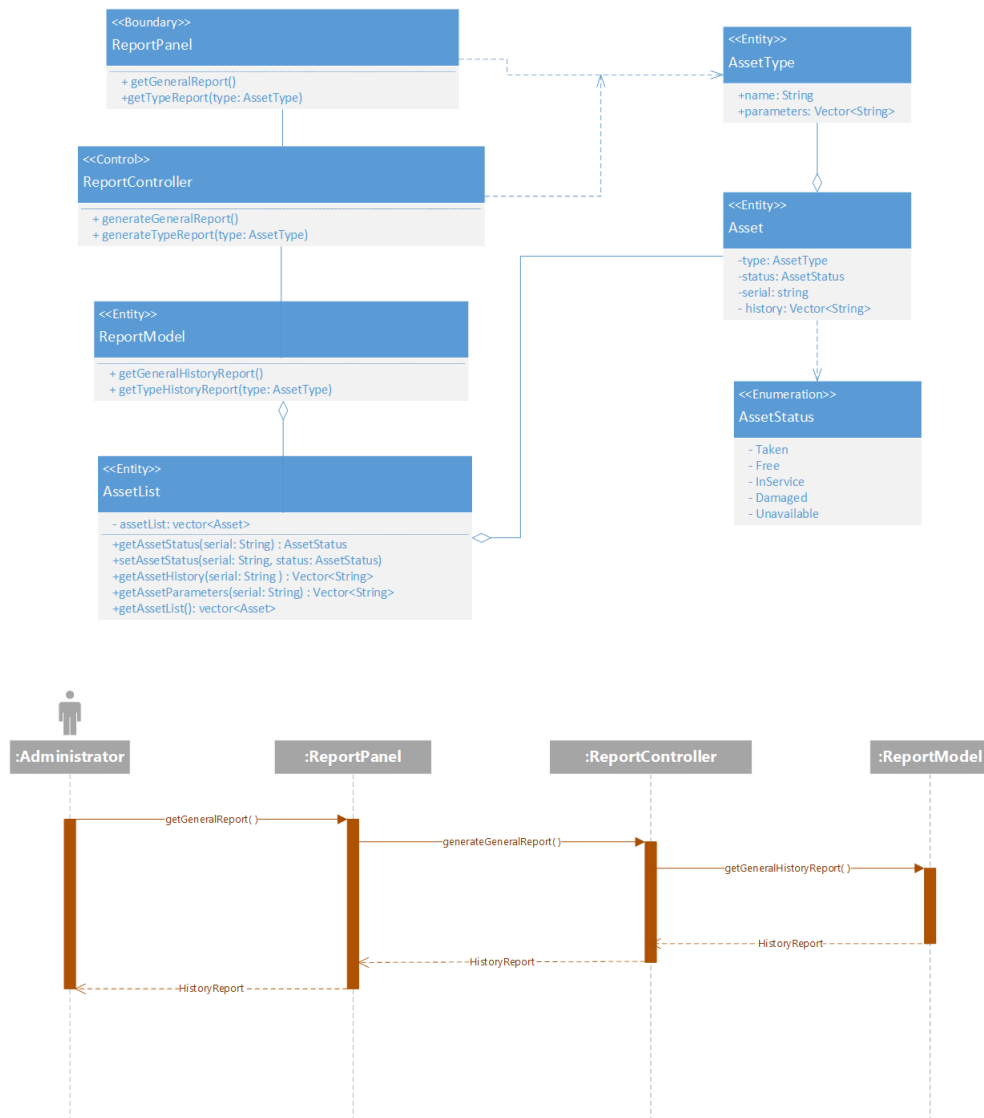 <<Boundary>>
ReportPanel
+ getGeneralReport()
+getTypeReport(type: AssetType)
<<Control>>
ReportController
+ generateGeneralReport()
+ generateTypeReport(type: AssetType)
<<Entity>>
ReportModel
+ getGeneralHistoryReport()
+ getTypeHistoryReport(type: AssetType)
<<Entity>>
AssetList
- assetList: vector<Asset>
+getAssetStatus(serial: String) : AssetStatus
+setAssetStatus(serial: String, status: AssetStatus)
+getAssetHistory(serial: String ) : Vector<String>
+getAssetParameters(serial: String) : Vector<String>
+getAssetList(): vector<Asset>
<<Entity>>
AssetType
+name: String
+parameters: Vector<String>
<<Entity>>
Asset
-type: AssetType
-status: AssetStatus
-serial: string
- history: Vector<String>
<<Enumeration>>
AssetStatus
- Taken
- Free
- InService
- Damaged
- Unavailable
:Administrator
:ReportPanel
:ReportController
:ReportModel
getGeneralReport( )
generateGeneralReport( )
getGeneralHistoryReport( )
HistoryReport
HistoryReport
HistoryReport